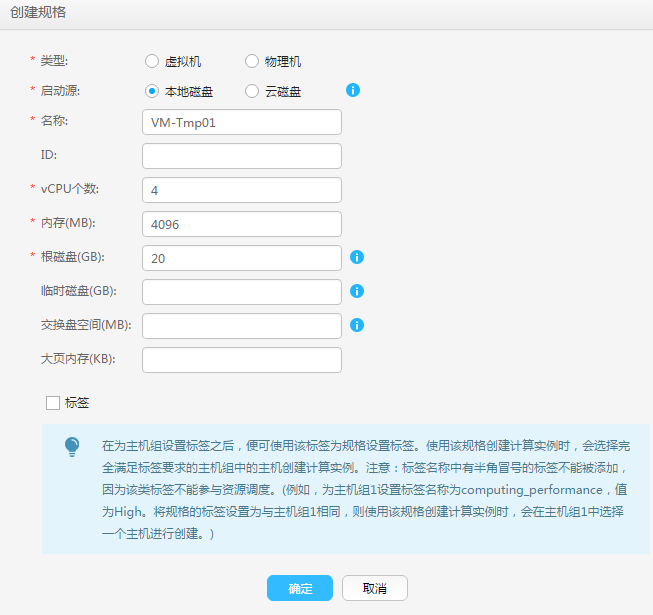 创建规格
* 类型: 虚拟机 物理机
* 启动源: 本地磁盘 云磁盘
* 名称: VM-Tmp01
ID:
* vCPU个数: 4
* 内存(MB): 4096
* 根磁盘(GB): 20
临时磁盘(GB):
交换盘空间(MB):
大页内存(KB):
标签
在为主机组设置标签之后，便可使用该标签为规格设置标签。使用该规格创建计算实例时，会选择完
全满足标签要求的主机组中的主机创建计算实例。注意：标签名称中有半角冒号的标签不能被添加，
因为该类标签不能参与资源调度。(例如，为主机组1设置标签名称为computing_performance，值
为High。将规格的标签设置为与主机组1相同，则使用该规格创建计算实例时，会在主机组1中选择
一个主机进行创建。)
确定 取消